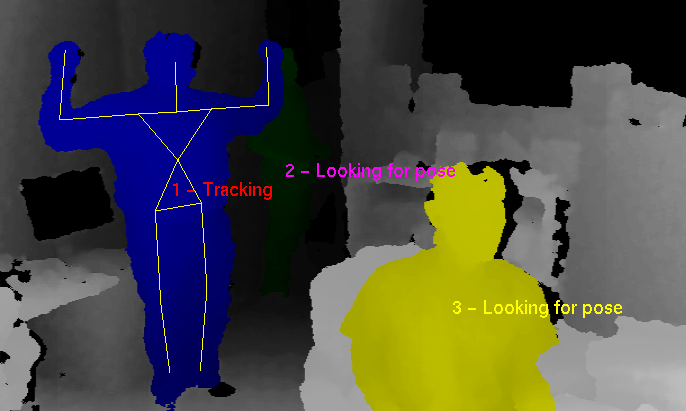 2 - Looking for pose
1 - Tracking
3 - Looking for pose